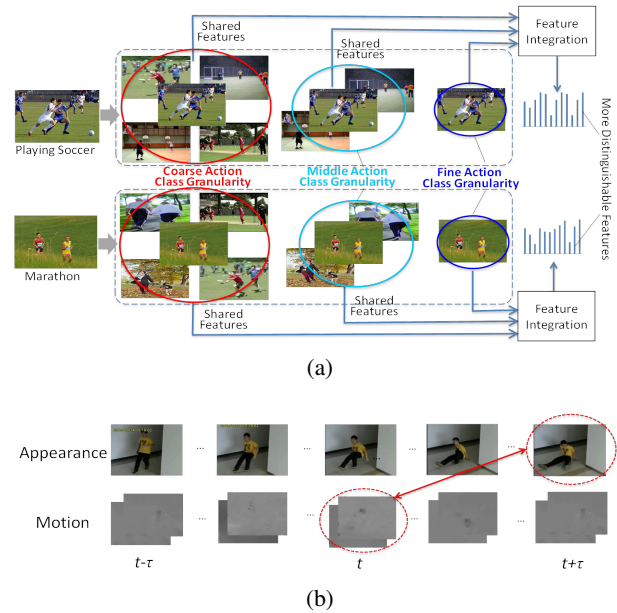 Shared
Features
Shared
Features
Feature
Integration
Playing Soccer
Coarse Action
Class Granularity
Middle Action
Class Granularity
Fine Action
Class Granularity
More Distinguishable
Features
Marathon
Shared
Features
Shared
Features
Feature
Integration
(a)
Appearance
... ... ... ...
Motion
... ... ... ...
t-τ t t+τ
(b)